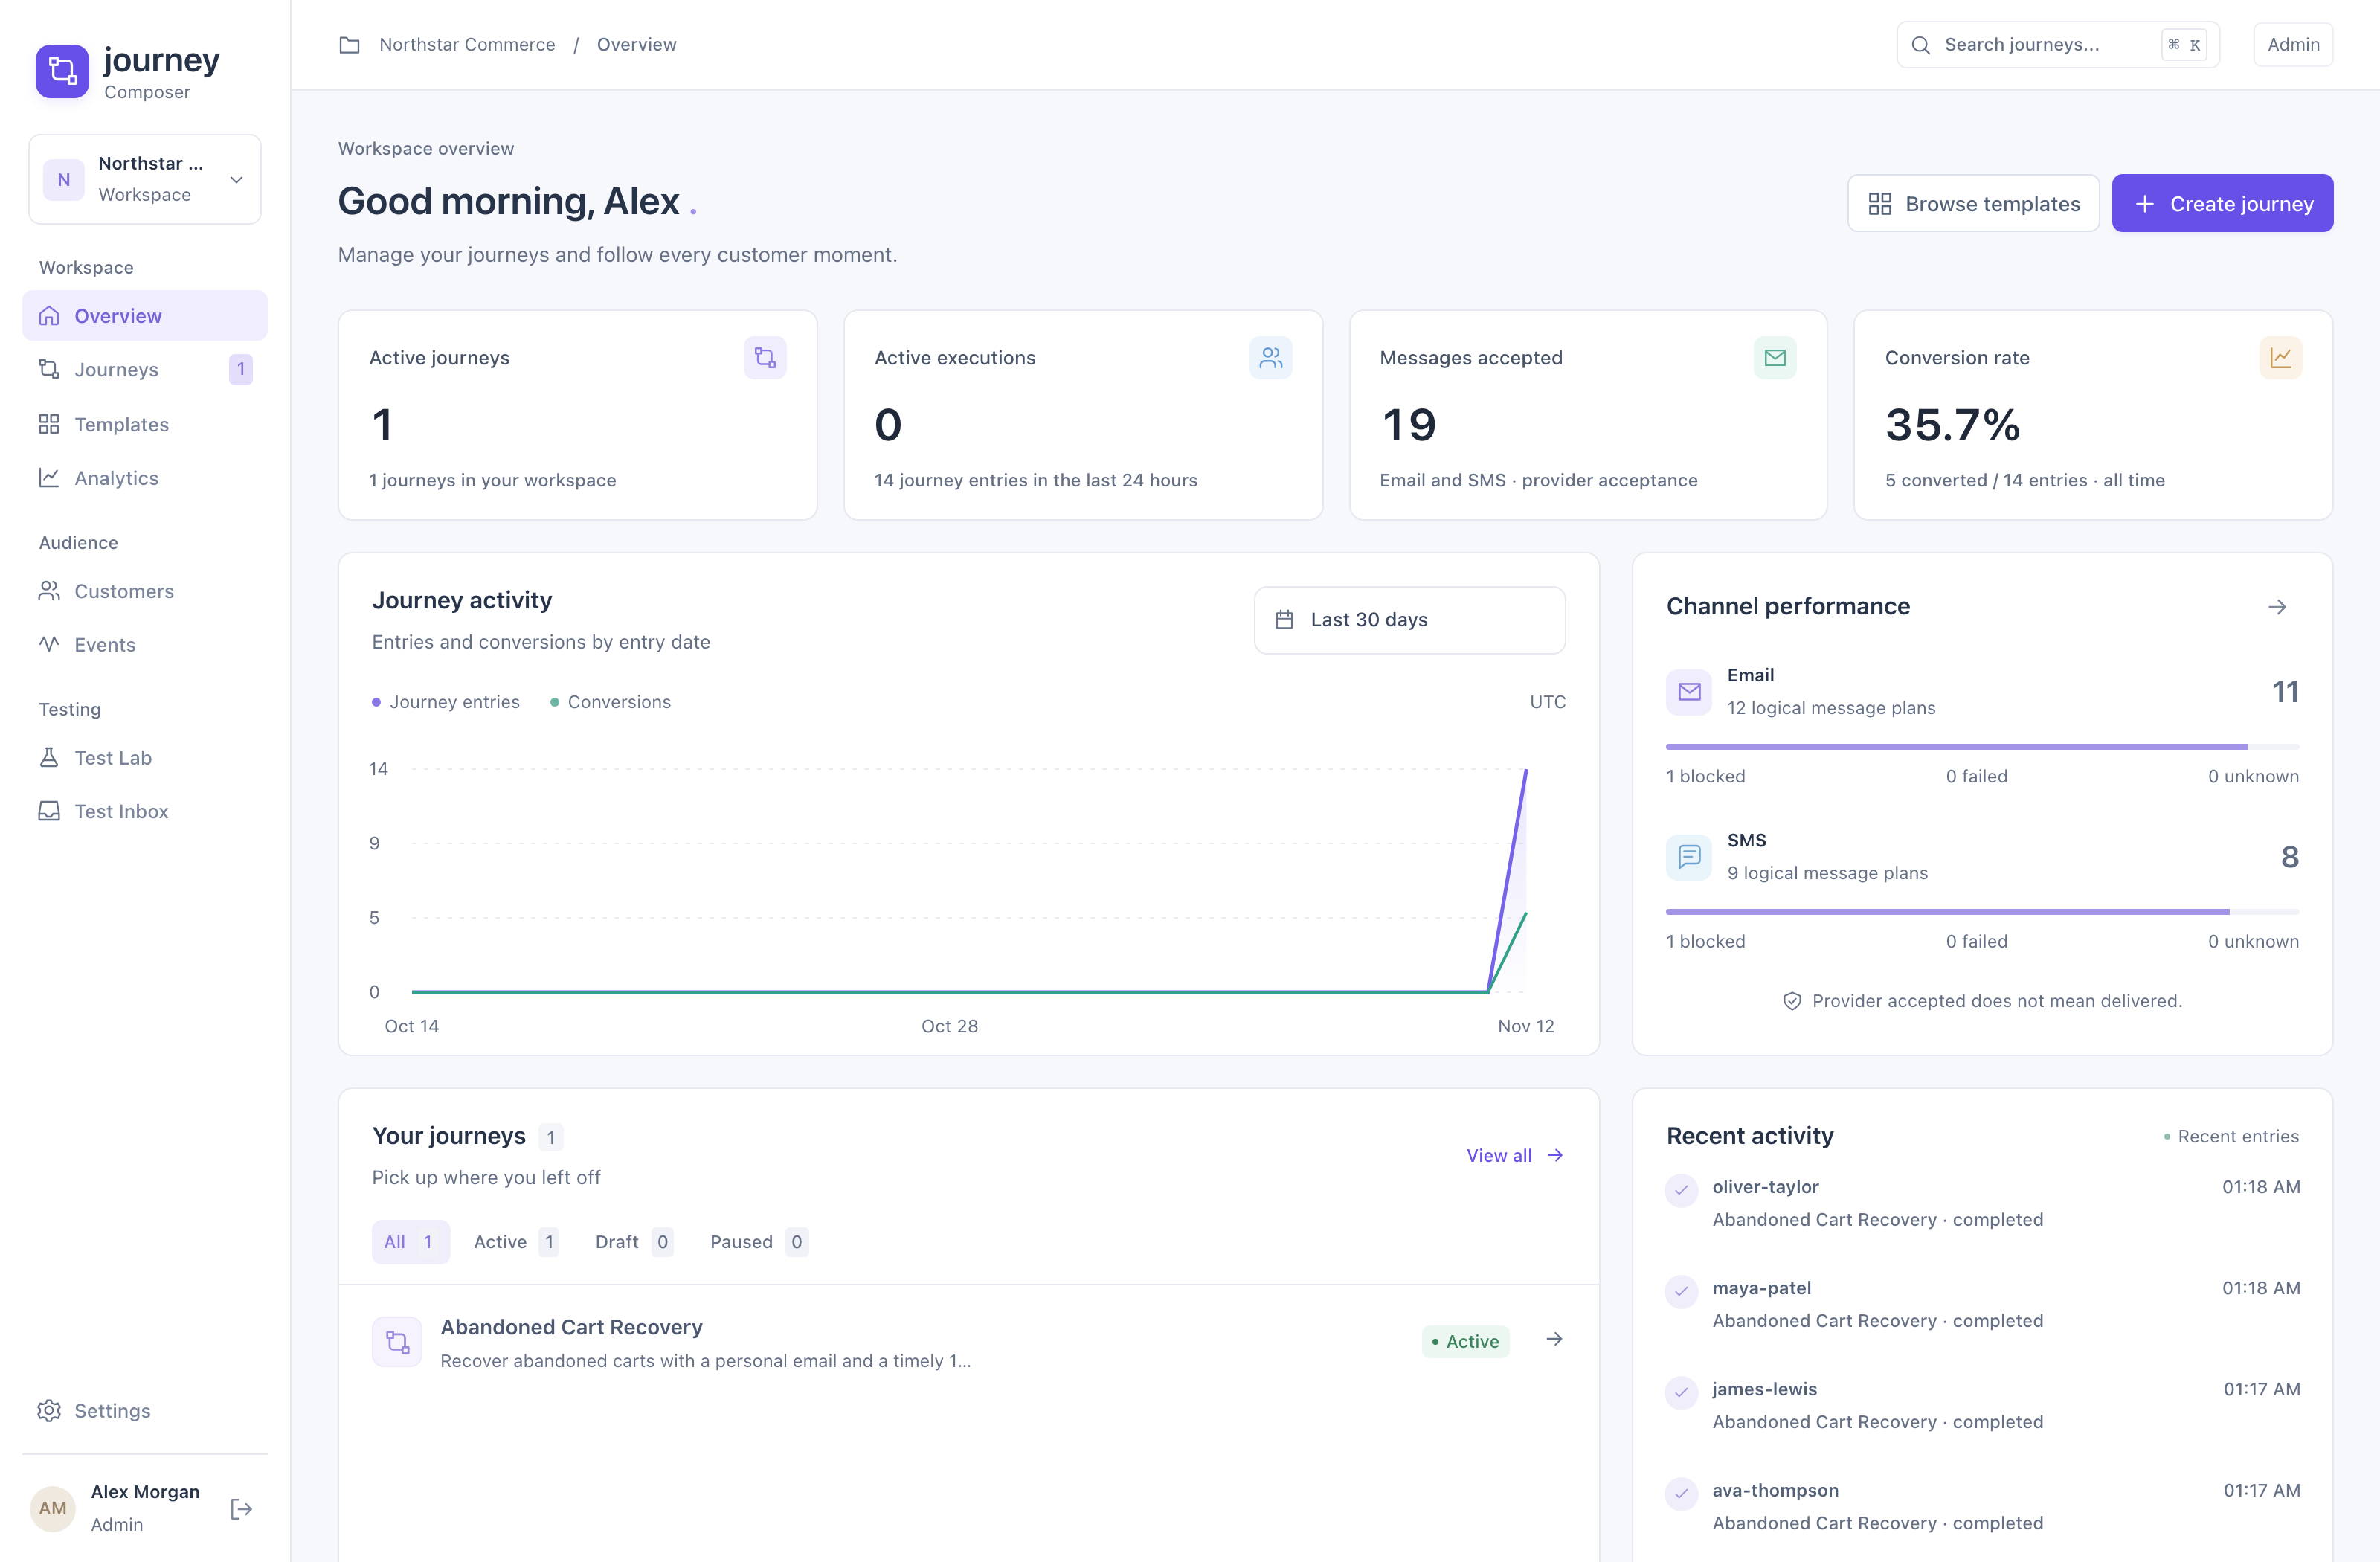 journey
Composer
N
Northstar ...
Workspace
Workspace
Overview
Journeys 1
Templates
Analytics
Audience
Customers
Events
Testing
Test Lab
Test Inbox
Settings
AM
Alex Morgan
Admin
Northstar Commerce / Overview
Search journeys... ⌘ K
Admin
Workspace overview
Good morning, Alex .
Manage your journeys and follow every customer moment.
Browse templates
+ Create journey
Active journeys
1
1 journeys in your workspace
Active executions
0
14 journey entries in the last 24 hours
Messages accepted
19
Email and SMS · provider acceptance
Conversion rate
35.7%
5 converted / 14 entries · all time
Journey activity
Entries and conversions by entry date
Last 30 days
Journey entries Conversions UTC
14
9
5
0
Oct 14 Oct 28 Nov 12
Channel performance
Email
12 logical message plans
11
1 blocked 0 failed 0 unknown
SMS
9 logical message plans
8
1 blocked 0 failed 0 unknown
Provider accepted does not mean delivered.
Your journeys 1
Pick up where you left off
View all
All 1 Active 1 Draft 0 Paused 0
Abandoned Cart Recovery
Recover abandoned carts with a personal email and a timely 1...
Active
Recent activity
Recent entries
oliver-taylor 01:18 AM
Abandoned Cart Recovery · completed
maya-patel 01:18 AM
Abandoned Cart Recovery · completed
james-lewis 01:17 AM
Abandoned Cart Recovery · completed
ava-thompson 01:17 AM
Abandoned Cart Recovery · completed